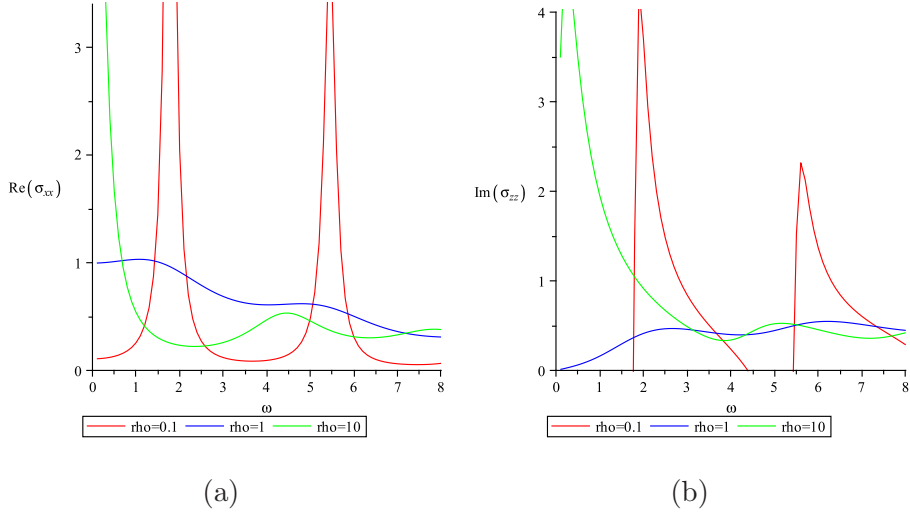 3
2
1
0
Re(σxx)
0 1 2 3 4 5 6 7 8
ω
rho=0.1 rho=1 rho=10
(a)
4
3
2
1
0
Im(σzz)
0 1 2 3 4 5 6 7 8
ω
rho=0.1 rho=1 rho=10
(b)